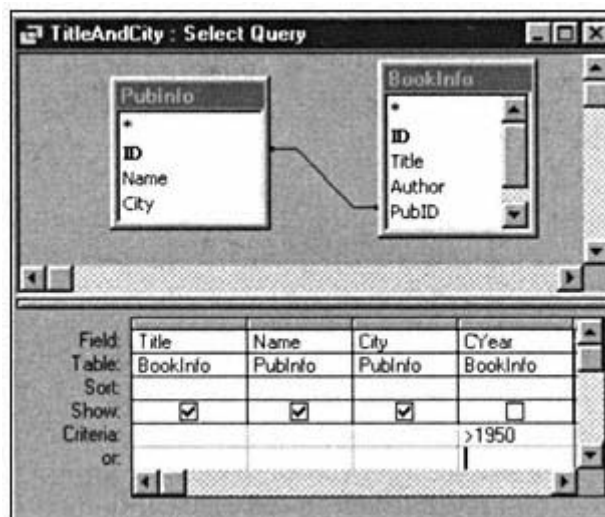 TitleAndCity : Select Query
PubInfo
*
ID
Name
City
BookInfo
*
ID
Title
Author
PubID
Field: Title Name City CYear
Table: BookInfo PubInfo PubInfo BookInfo
Sort:
Show:
Criteria: >1950
or: